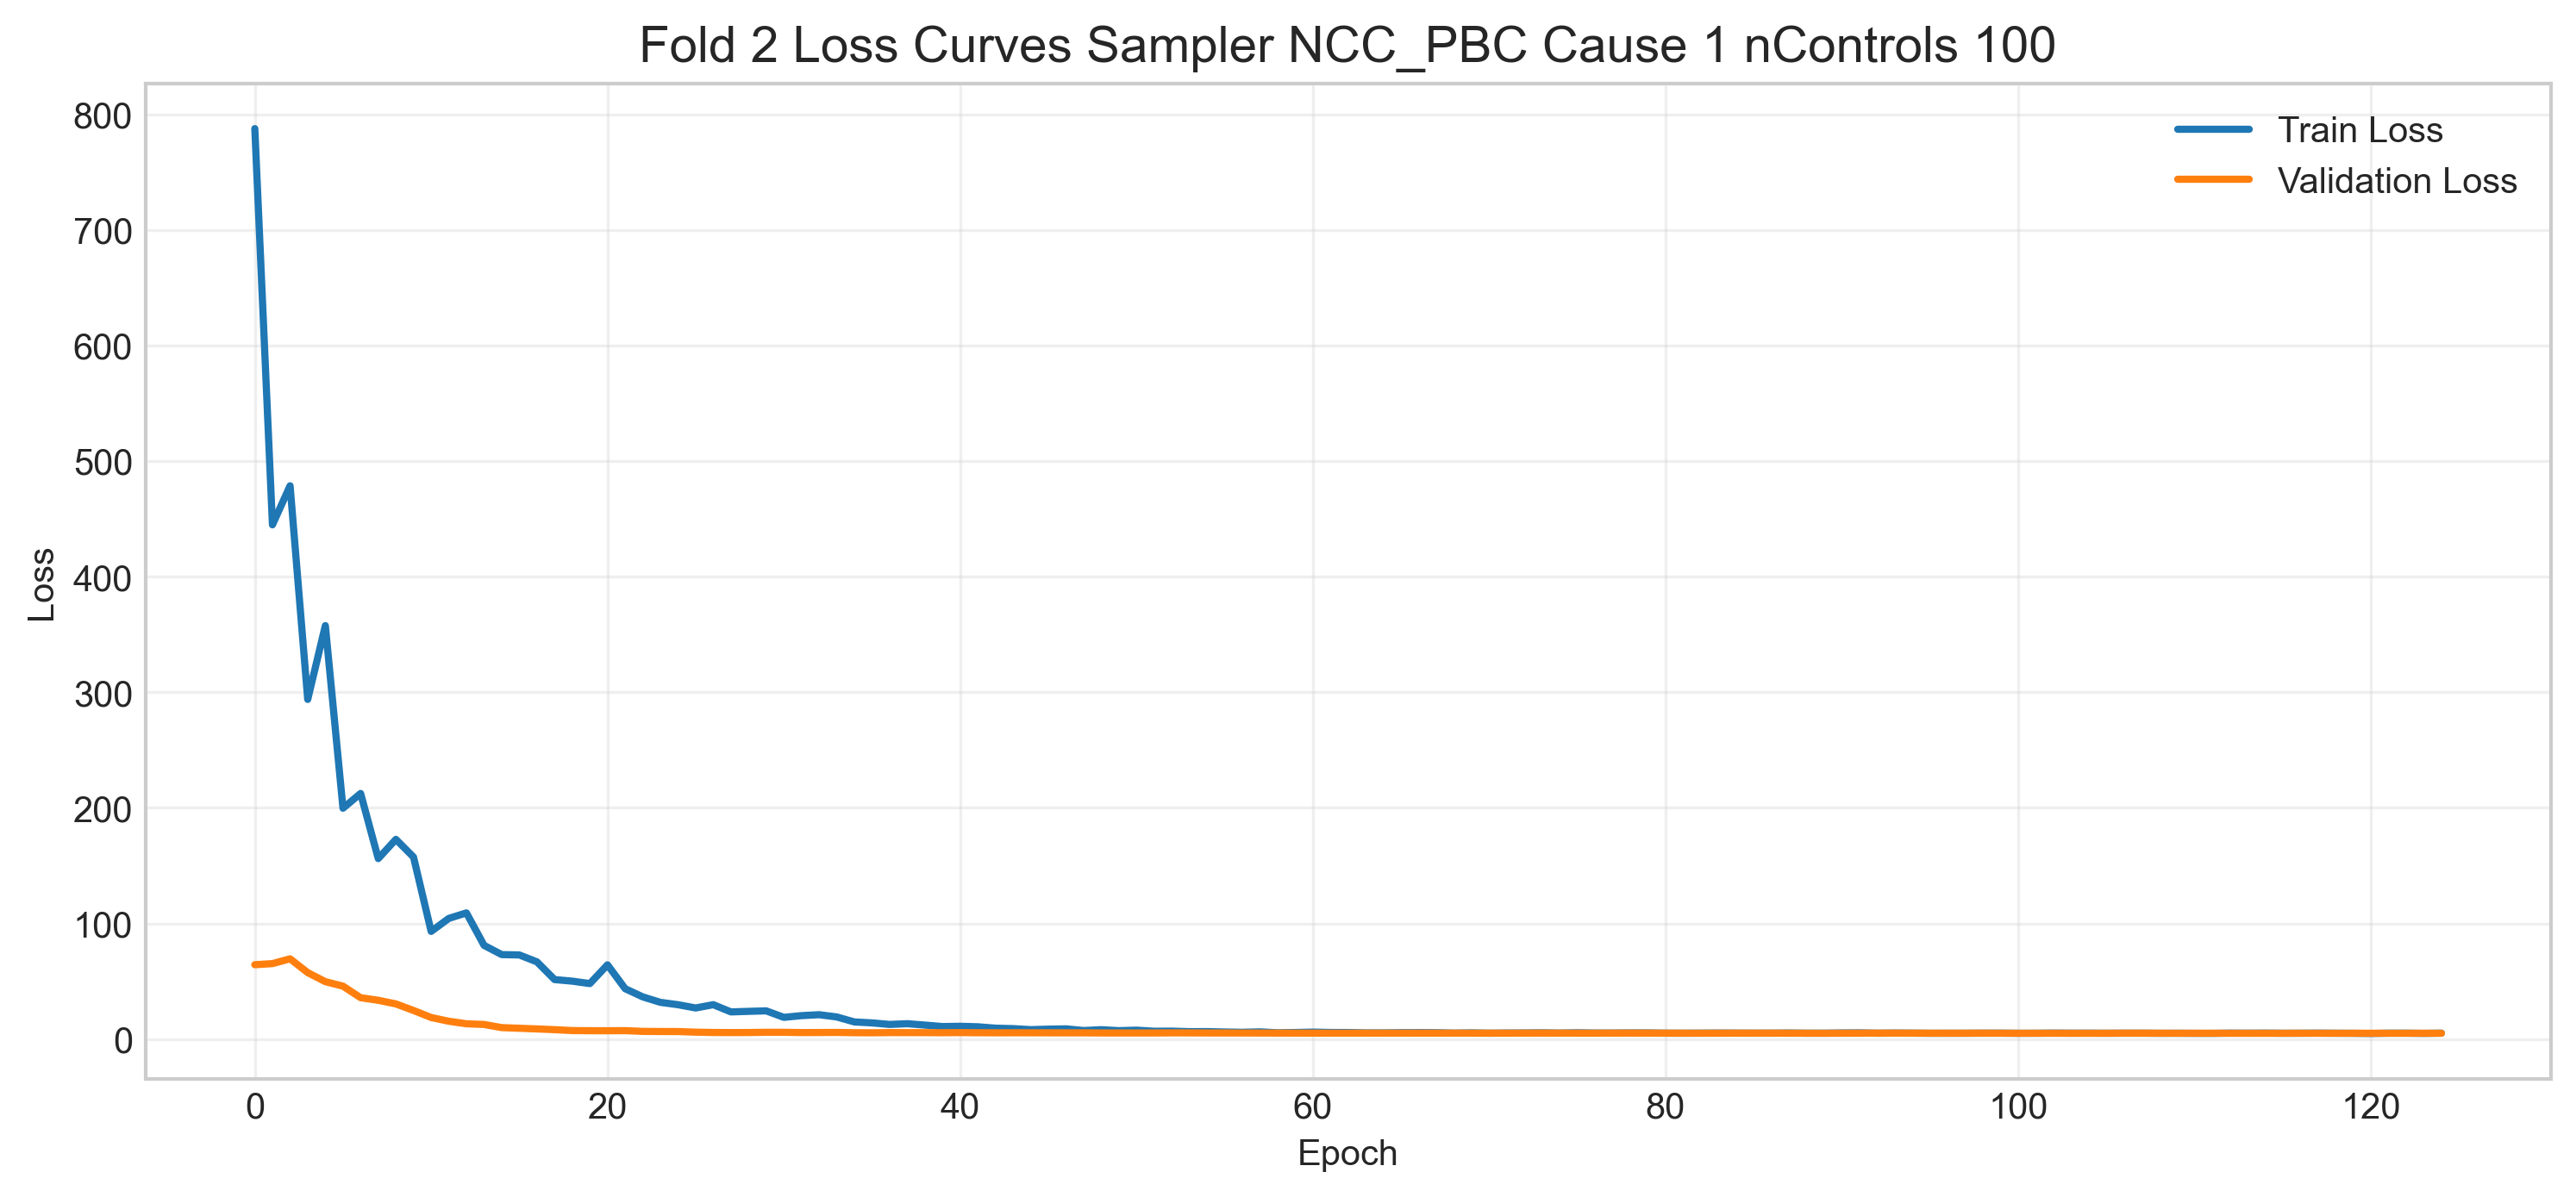 Fold 2 Loss Curves Sampler NCC_PBC Cause 1 nControls 100
Train Loss
Validation Loss
800
700
600
500
400
300
200
100
0
Loss
0 20 40 60 80 100 120
Epoch